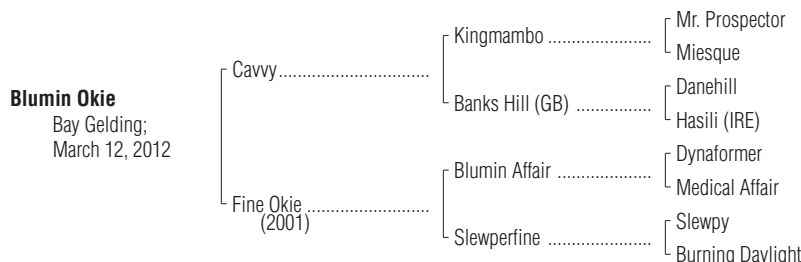 Mr. Prospector
Kingmambo ......................
Miesque
Cavvy.......................................
Danehill
Banks Hill (GB) ................
Hasili (IRE)
Blumin Okie
Bay Gelding;
March 12, 2012
Dynaformer
Blumin Affair ...................
Medical Affair
Fine Okie ...............................
(2001)
Slewpy
Slewperfine .....................
Burning Daylight